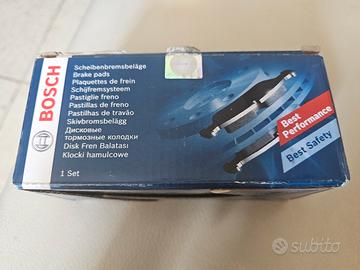 BOSCH
Scheibenbremsbeläge
Brake pads
Plaquettes de frein
Schijfremsysteem
Pastiglie freno
Pastillas de freno
Pastilhas de travão
Skivbromsbelägg
Дисковые
тормозные колодки
Disk Fren Balatası
Klocki hamulcowe
1 Set
Best
Performance
Best Safety
subito